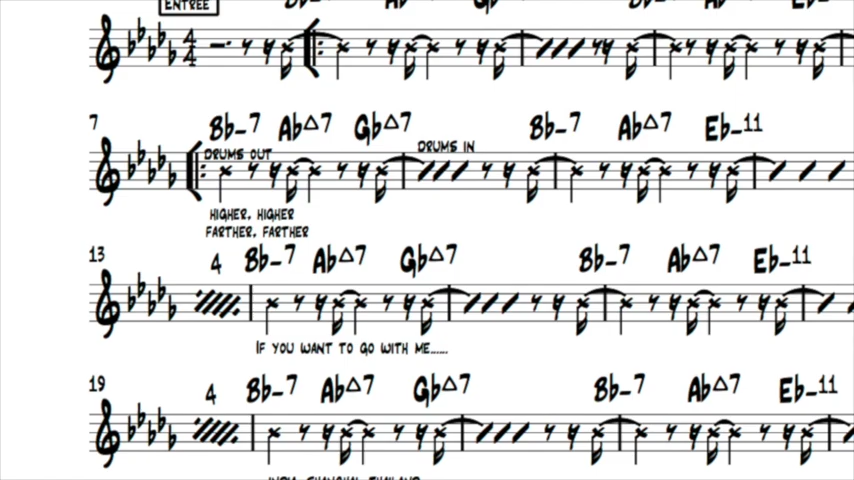 ENTRÉE
7
Bb-7 Ab△7 Gb△7 Bb-7 Ab△7 Eb-11
DRUMS OUT DRUMS IN
HIGHER, HIGHER
FARTHER, FARTHER
13
4 Bb-7 Ab△7 Gb△7 Bb-7 Ab△7 Eb-11
IF YOU WANT TO GO WITH ME......
19
4 Bb-7 Ab△7 Gb△7 Bb-7 Ab△7 Eb-11